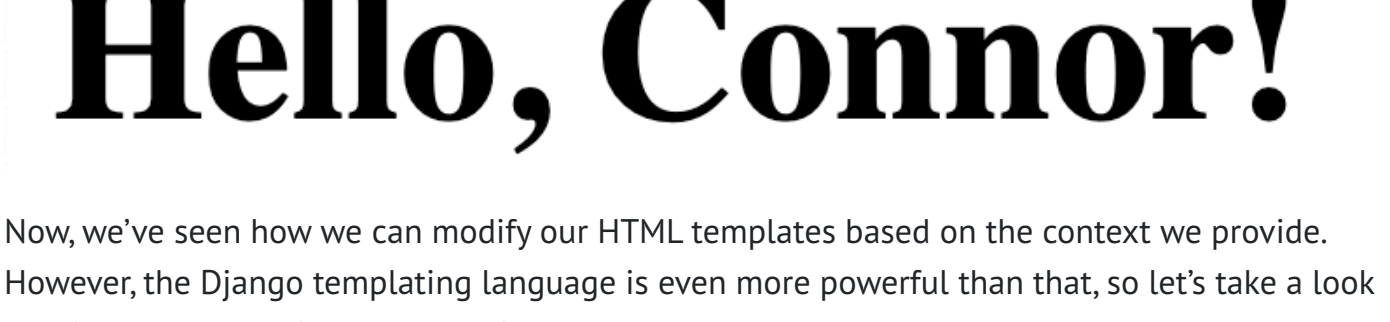 Hello, Connor!
Now, we’ve seen how we can modify our HTML templates based on the context we provide.
However, the Django templating language is even more powerful than that, so let’s take a look